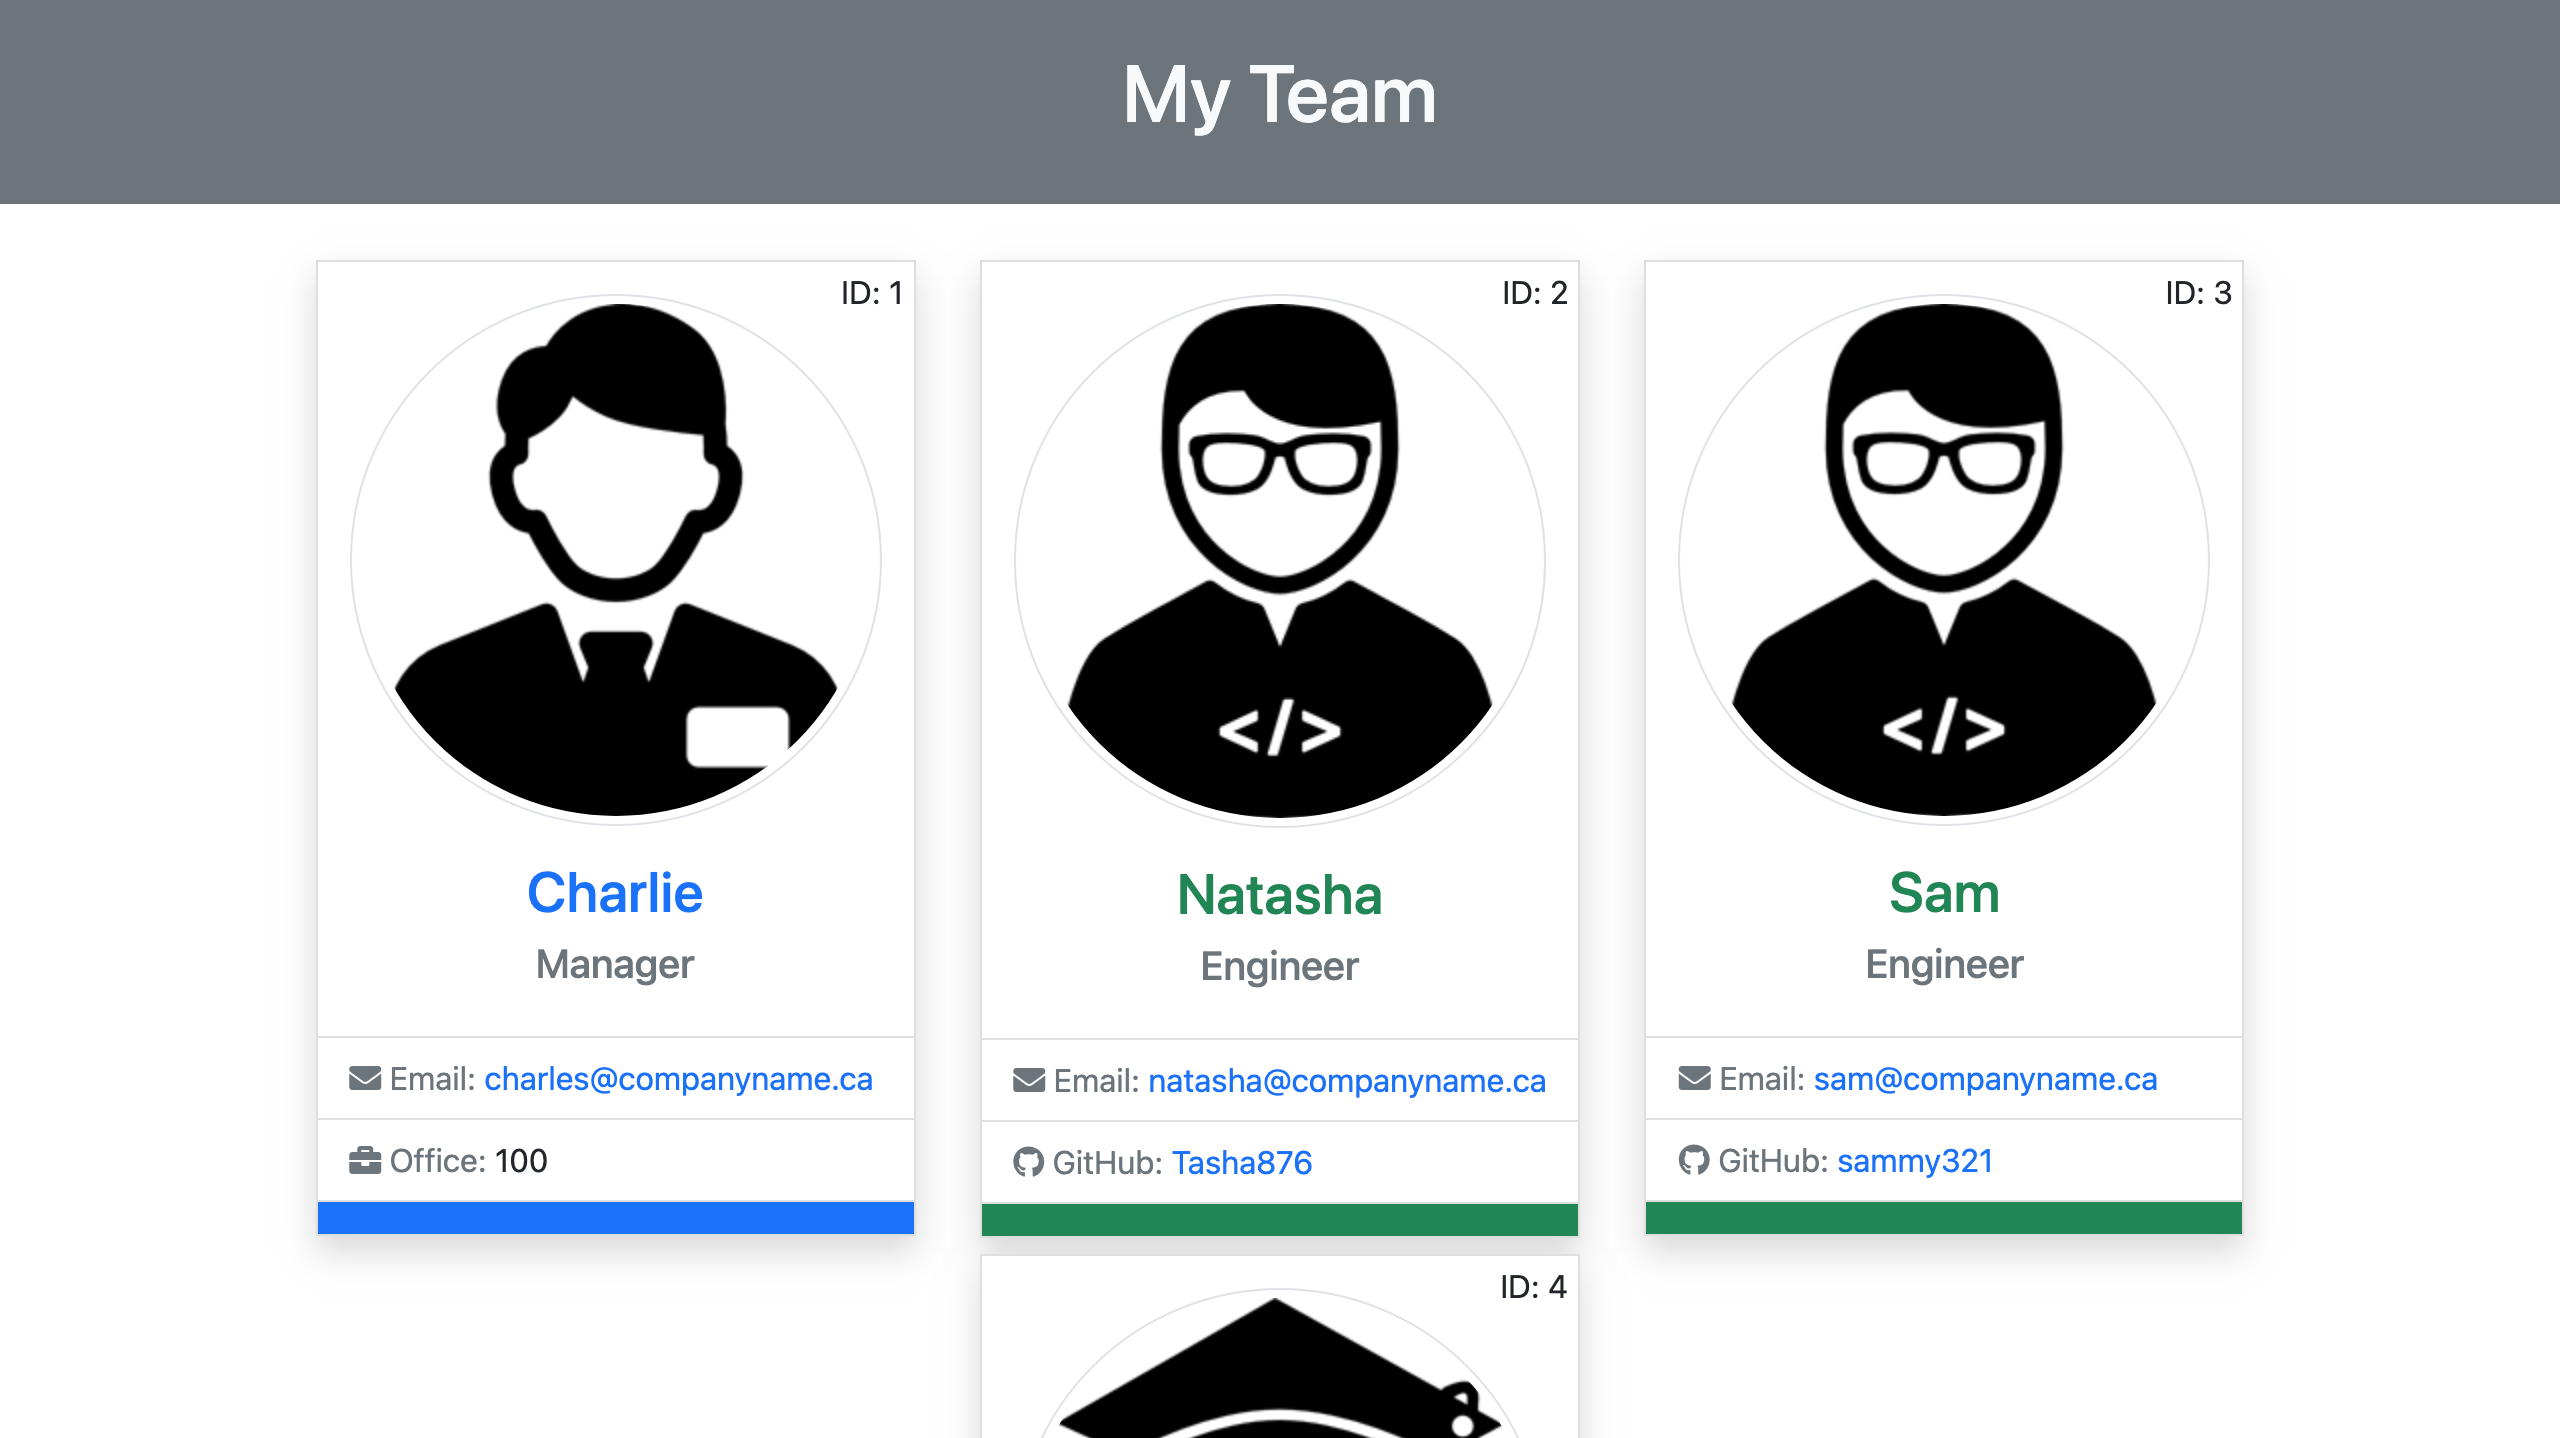 My Team
ID: 1
Charlie
Manager
Email: charles@companyname.ca
Office: 100
ID: 2
</>
Natasha
Engineer
Email: natasha@companyname.ca
GitHub: Tasha876
ID: 3
</>
Sam
Engineer
Email: sam@companyname.ca
GitHub: sammy321
ID: 4